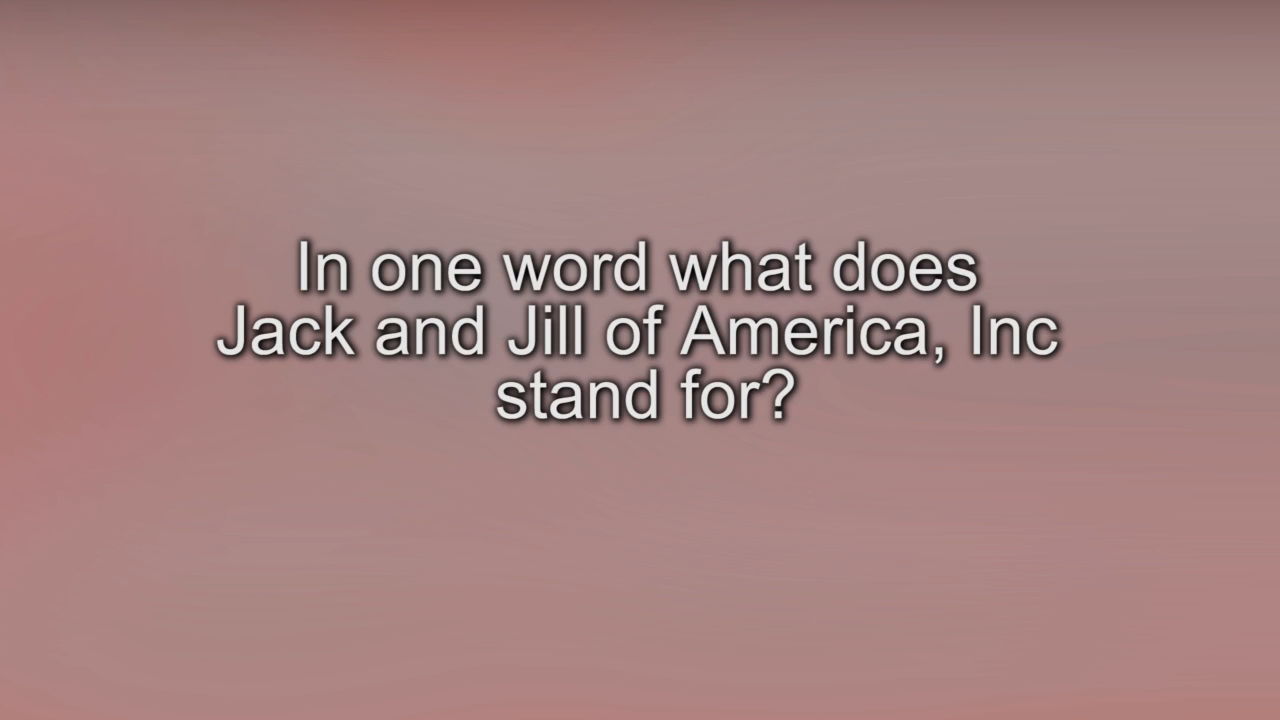 In one word what does
Jack and Jill of America, Inc
stand for?